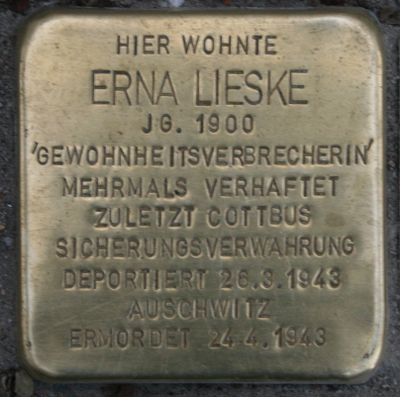 HIER WOHNTE
ERNA LIESKE
JG. 1900
'GEWOHNHEITSVERBRECHERIN'
MEHRMALS VERHAFTET
ZULETZT COTTBUS
SICHERUNGSVERWAHRUNG
DEPORTIERT 26.3.1943
AUSCHWITZ
ERMORDET 24.4.1943